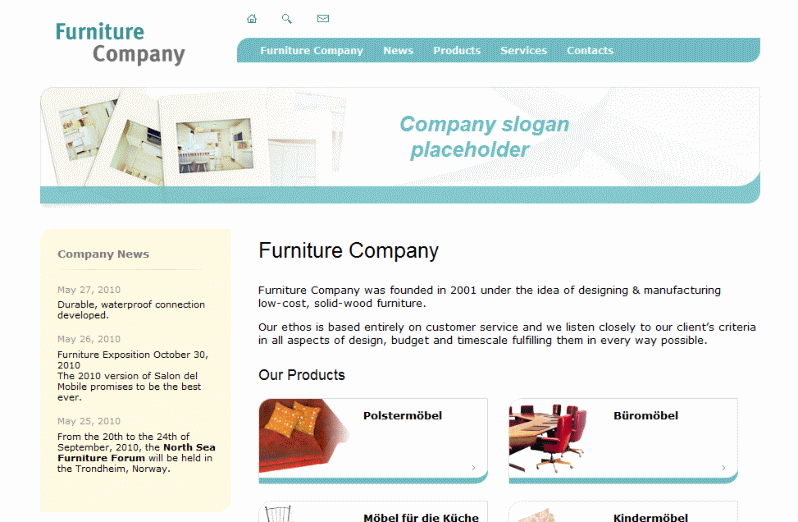 Furniture
Company
Furniture Company News Products Services Contacts
Company slogan
placeholder
Company News
May 27, 2010
Durable, waterproof connection
developed.
May 26, 2010
Furniture Exposition October 30,
2010
The 2010 version of Salon del
Mobile promises to be the best
ever.
May 25, 2010
From the 20th to the 24th of
September, 2010, the North Sea
Furniture Forum will be held in
the Trondheim, Norway.
Furniture Company
Furniture Company was founded in 2001 under the idea of designing & manufacturing
low-cost, solid-wood furniture.
Our ethos is based entirely on customer service and we listen closely to our client’s criteria
in all aspects of design, budget and timescale fulfilling them in every way possible.
Our Products
Polstermöbel
Büromöbel
Möbel für die Küche
Kindermöbel